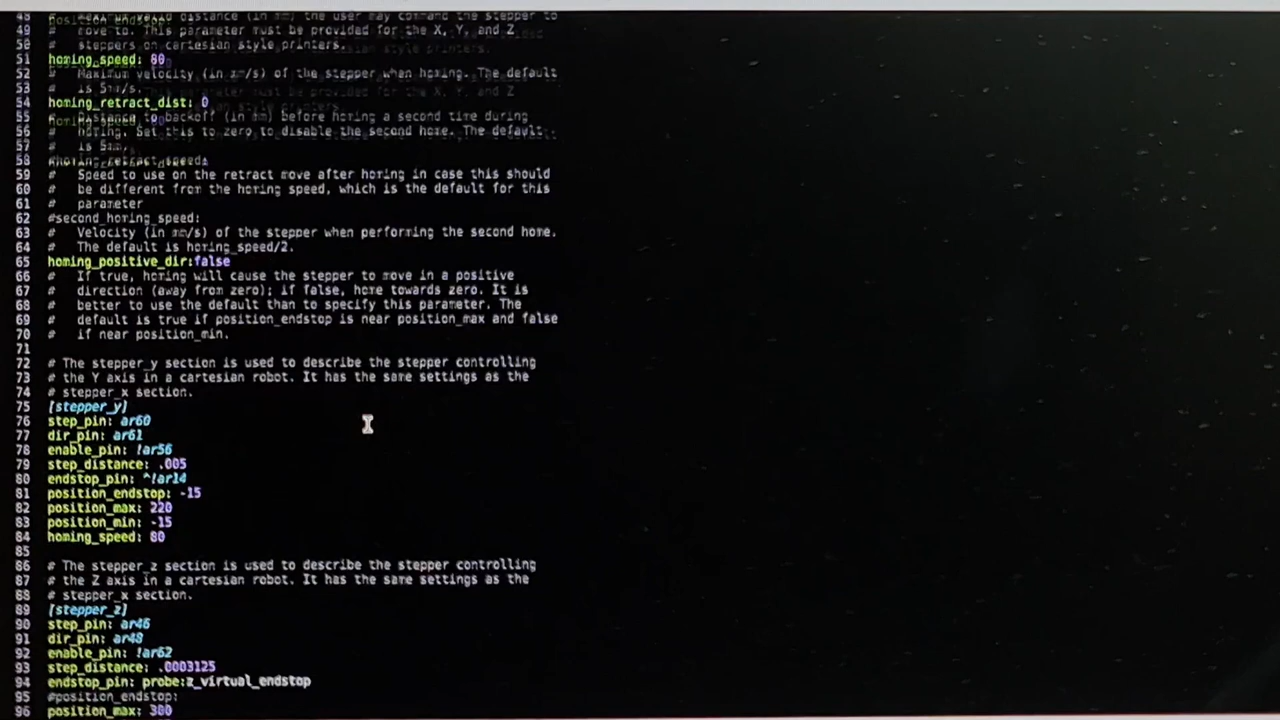 48 # Maximum valid distance (in mm) the user may command the stepper to
49 # move to. This parameter must be provided for the X, Y, and Z
50 # steppers on cartesian style printers.
51 homing_speed: 80
52 # Maximum velocity (in mm/s) of the stepper when homing. The default
53 # is 5mm/s.
54 homing_retract_dist: 0
55 # Distance to backoff (in mm) before homing a second time during
56 # homing. Set this to zero to disable the second home. The default
57 # is 5mm.
58 #homing_retract_speed:
59 # Speed to use on the retract move after homing in case this should
60 # be different from the homing speed, which is the default for this
61 # parameter
62 #second_homing_speed:
63 # Velocity (in mm/s) of the stepper when performing the second home.
64 # The default is homing_speed/2.
65 homing_positive_dir:false
66 # If true, homing will cause the stepper to move in a positive
67 # direction (away from zero); if false, home towards zero. It is
68 # better to use the default than to specify this parameter. The
69 # default is true if position_endstop is near position_max and false
70 # if near position_min.
71
72 # The stepper_y section is used to describe the stepper controlling
73 # the Y axis in a cartesian robot. It has the same settings as the
74 # stepper_x section.
75 [stepper_y]
76 step_pin: ar60
77 dir_pin: ar61
78 enable_pin: !ar56
79 step_distance: .005
80 endstop_pin: ^!ar14
81 position_endstop: -15
82 position_max: 220
83 position_min: -15
84 homing_speed: 80
85
86 # The stepper_z section is used to describe the stepper controlling
87 # the Z axis in a cartesian robot. It has the same settings as the
88 # stepper_x section.
89 [stepper_z]
90 step_pin: ar46
91 dir_pin: ar48
92 enable_pin: !ar62
93 step_distance: .0003125
94 endstop_pin: probe:z_virtual_endstop
95 #position_endstop:
96 position_max: 300